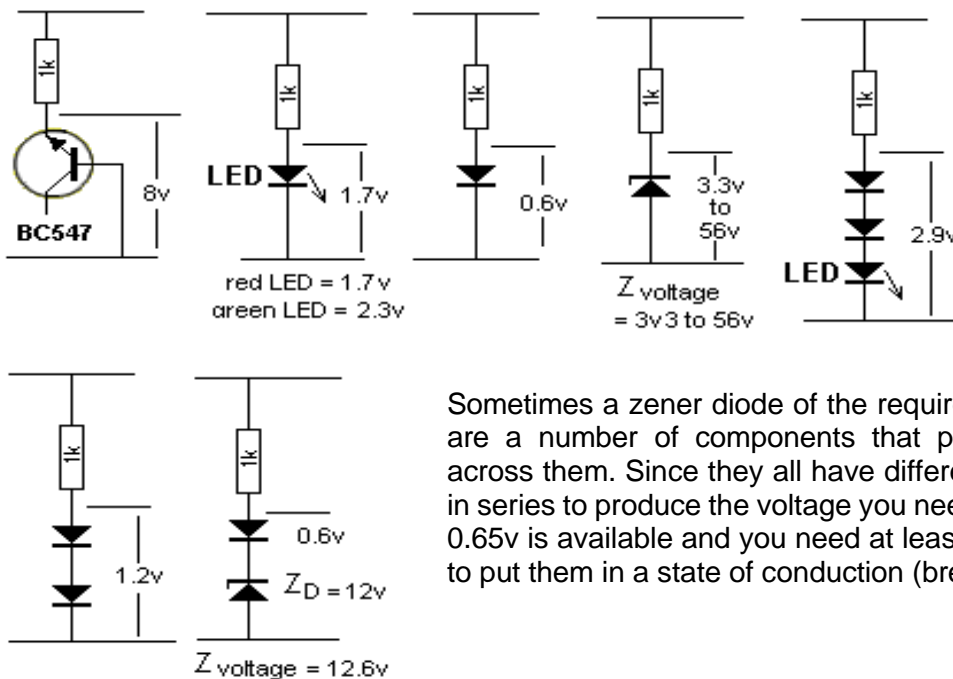 1k
1k
1k
1k
1k
8v
BC547
LED
1.7v
red LED = 1.7v
green LED = 2.3v
0.6v
3.3v
to
56v
Z voltage
= 3v3 to 56v
LED
2.9v
1k
1.2v
1k
0.6v
ZD = 12v
Z voltage = 12.6v
Sometimes a zener diode of the requir
are a number of components that p
across them. Since they all have differe
in series to produce the voltage you nee
0.65v is available and you need at leas
to put them in a state of conduction (bre